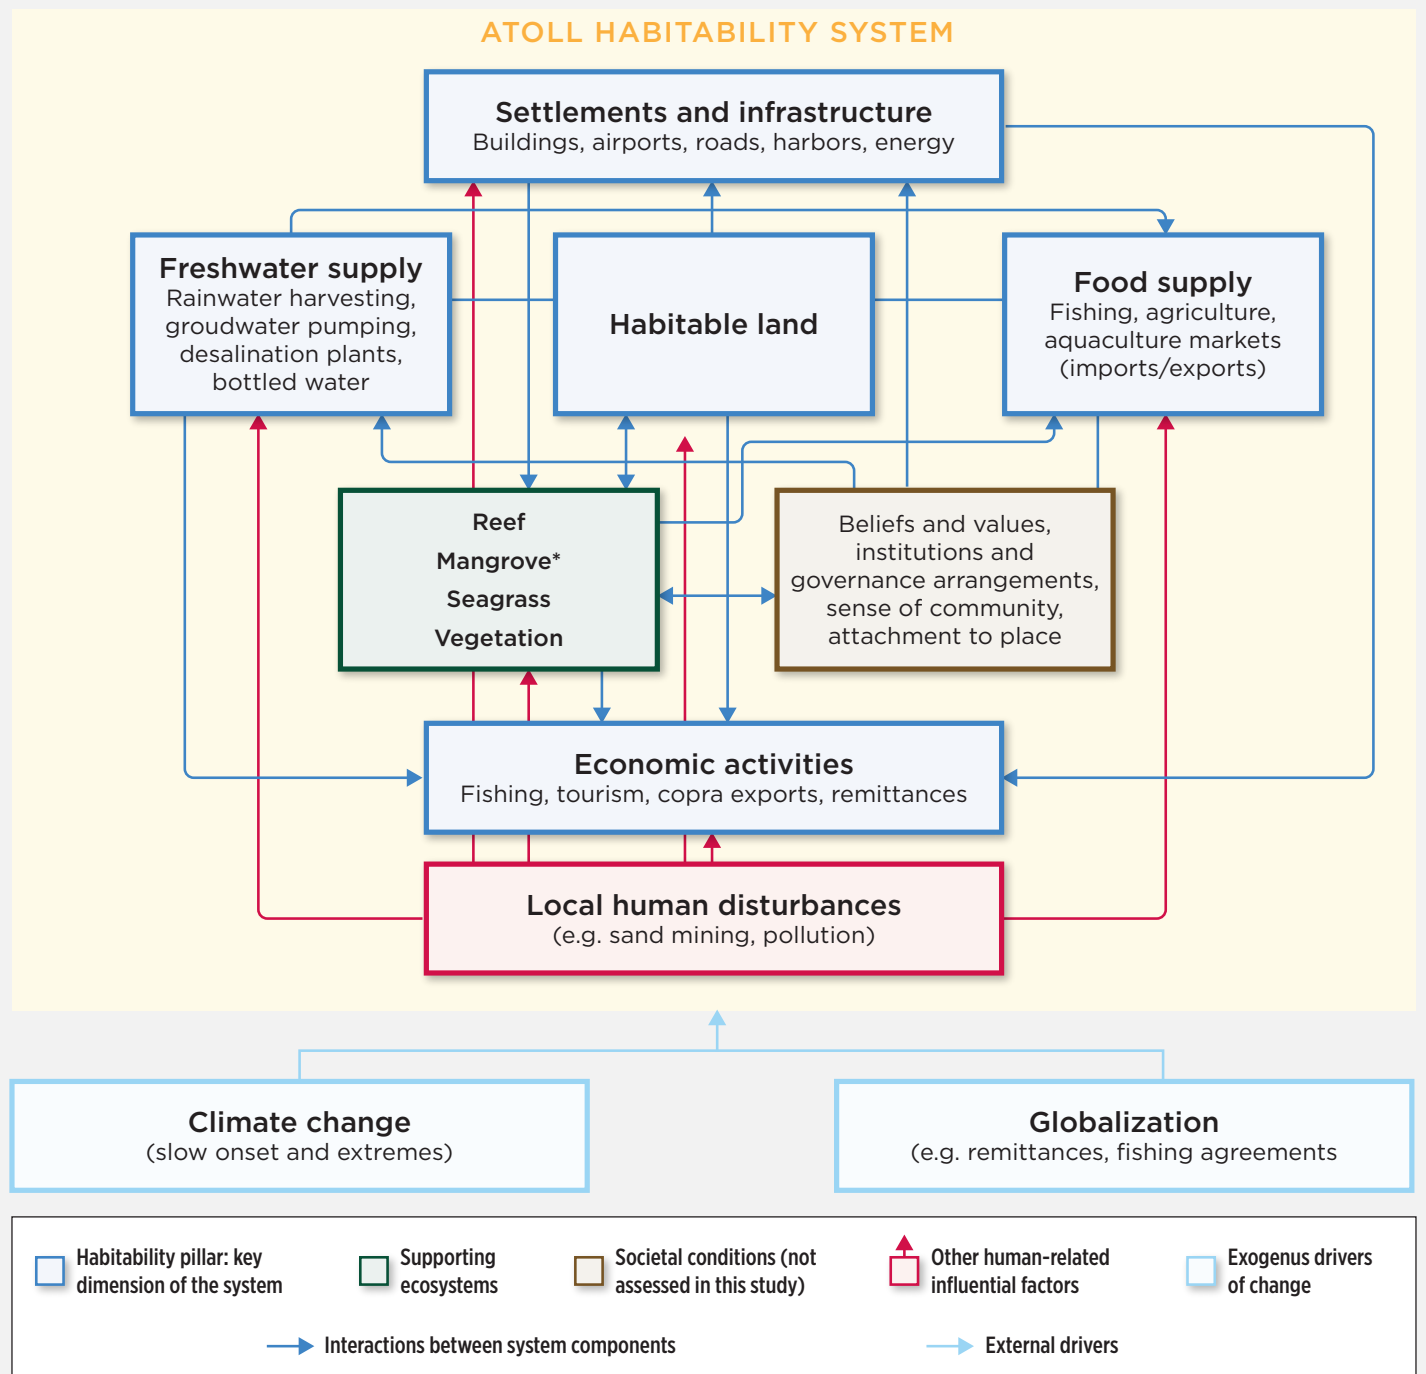 ATOLL HABITABILITY SYSTEM
Settlements and infrastructure
Buildings, airports, roads, harbors, energy
Freshwater supply
Rainwater harvesting,
groudwater pumping,
desalination plants,
bottled water
Habitable land
Food supply
Fishing, agriculture,
aquaculture markets
(imports/exports)
Reef
Mangrove*
Seagrass
Vegetation
Beliefs and values,
institutions and
governance arrangements,
sense of community,
attachment to place
Economic activities
Fishing, tourism, copra exports, remittances
Local human disturbances
(e.g. sand mining, pollution)
Climate change
(slow onset and extremes)
Globalization
(e.g. remittances, fishing agreements
Habitability pillar: key
dimension of the system
Supporting
ecosystems
Societal conditions (not
assessed in this study)
Other human-related
influential factors
Exogenus drivers
of change
Interactions between system components
External drivers